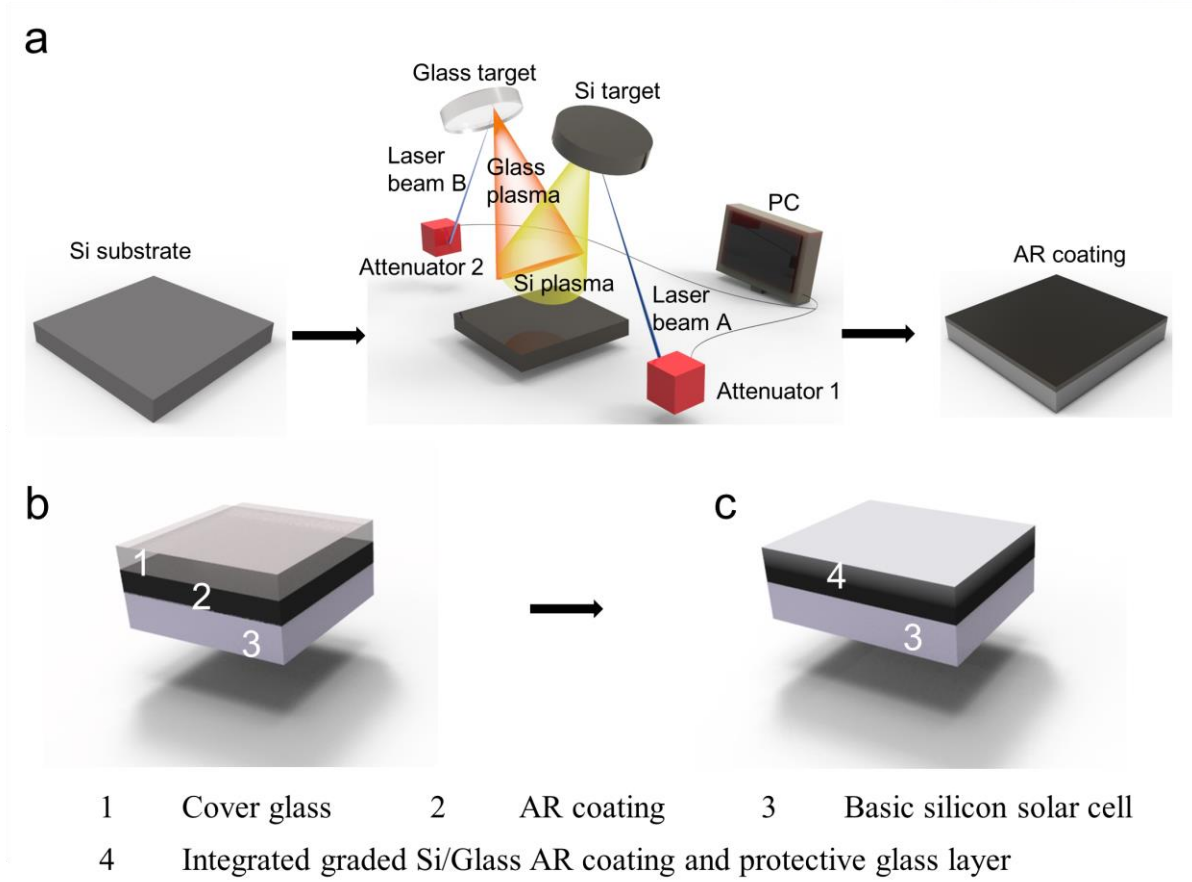 a
Glass target
Si target
Laser
beam B
Glass
plasma
PC
Si substrate
Attenuator 2
Si plasma
AR coating
Laser
beam A
Attenuator 1
b
c
1
2
3
4
3
1 Cover glass 2 AR coating 3 Basic silicon solar cell
4 Integrated graded Si/Glass AR coating and protective glass layer